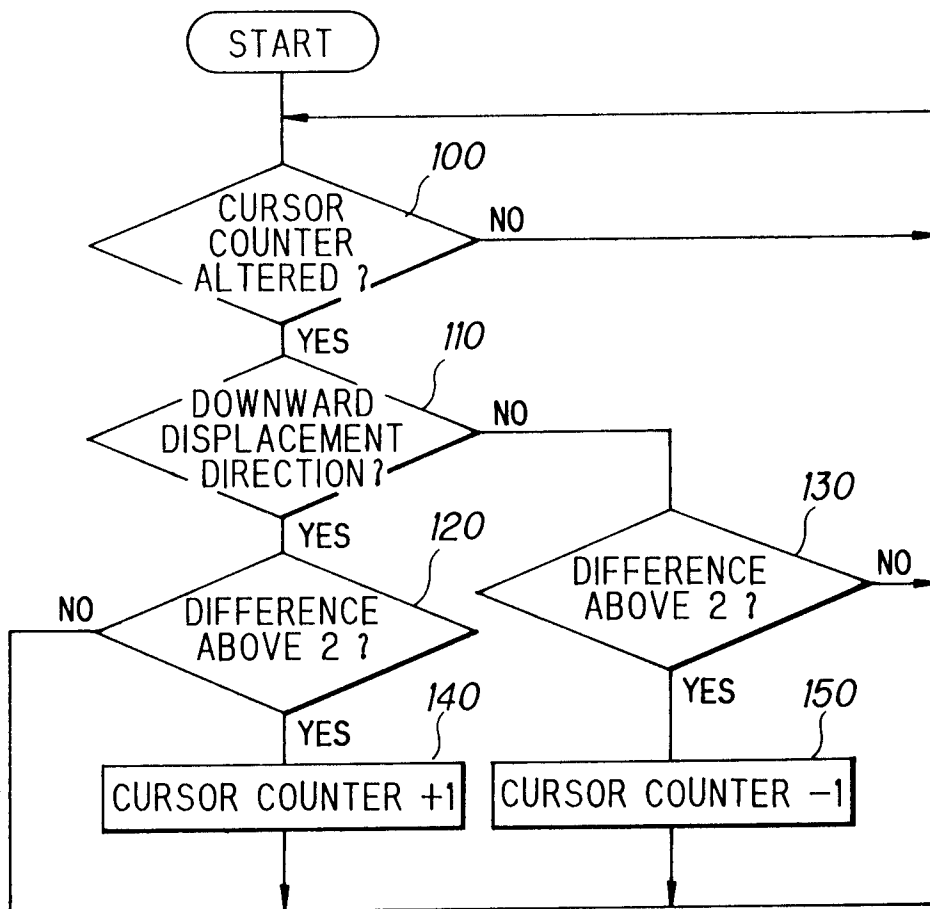 START
100
CURSOR
COUNTER
ALTERED ?
NO
YES
110
DOWNWARD
DISPLACEMENT
DIRECTION?
NO
YES
120
130
DIFFERENCE
ABOVE 2 ?
NO
DIFFERENCE
ABOVE 2 ?
NO
YES
140
YES
150
CURSOR COUNTER +1
CURSOR COUNTER -1